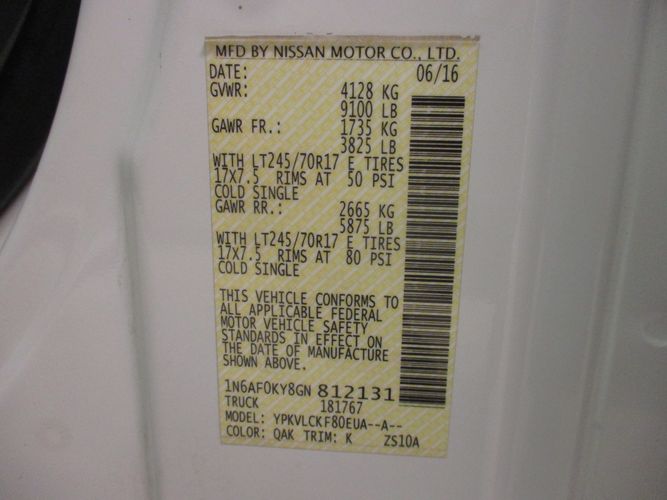 MFD BY NISSAN MOTOR CO., LTD.
DATE: 06/16
GVWR: 4128 KG
9100 LB
GAWR FR.: 1735 KG
3825 LB
WITH LT245/70R17 E TIRES
17X7.5 RIMS AT 50 PSI
COLD SINGLE
GAWR RR.: 2665 KG
5875 LB
WITH LT245/70R17 E TIRES
17X7.5 RIMS AT 80 PSI
COLD SINGLE
THIS VEHICLE CONFORMS TO
ALL APPLICABLE FEDERAL
MOTOR VEHICLE SAFETY
STANDARDS IN EFFECT ON
THE DATE OF MANUFACTURE
SHOWN ABOVE.
1N6AF0KY8GN 812131
TRUCK 181767
MODEL: YPKVLCKF80EUA--A--
COLOR: QAK TRIM: K ZS10A